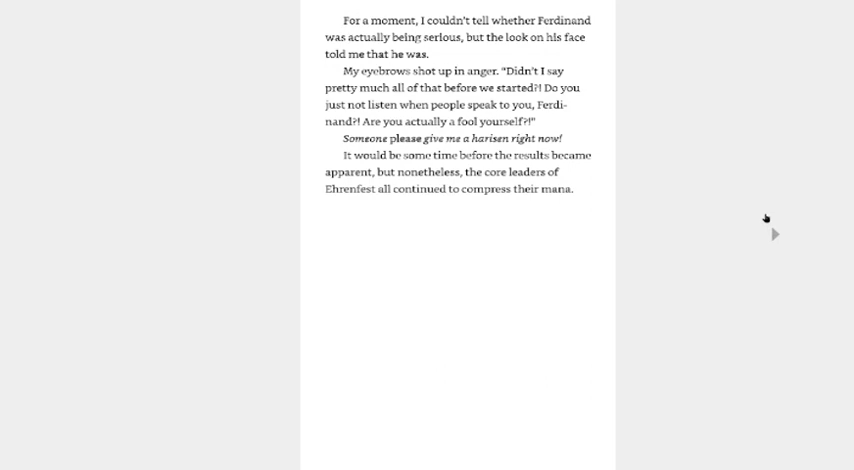 For a moment, I couldn't tell whether Ferdinand
was actually being serious, but the look on his face
told me that he was.
My eyebrows shot up in anger. "Didn't I say
pretty much all of that before we started?! Do you
just not listen when people speak to you, Ferdi-
nand?! Are you actually a fool yourself?!"
Someone please give me a harisen right now!
It would be some time before the results became
apparent, but nonetheless, the core leaders of
Ehrenfest all continued to compress their mana.